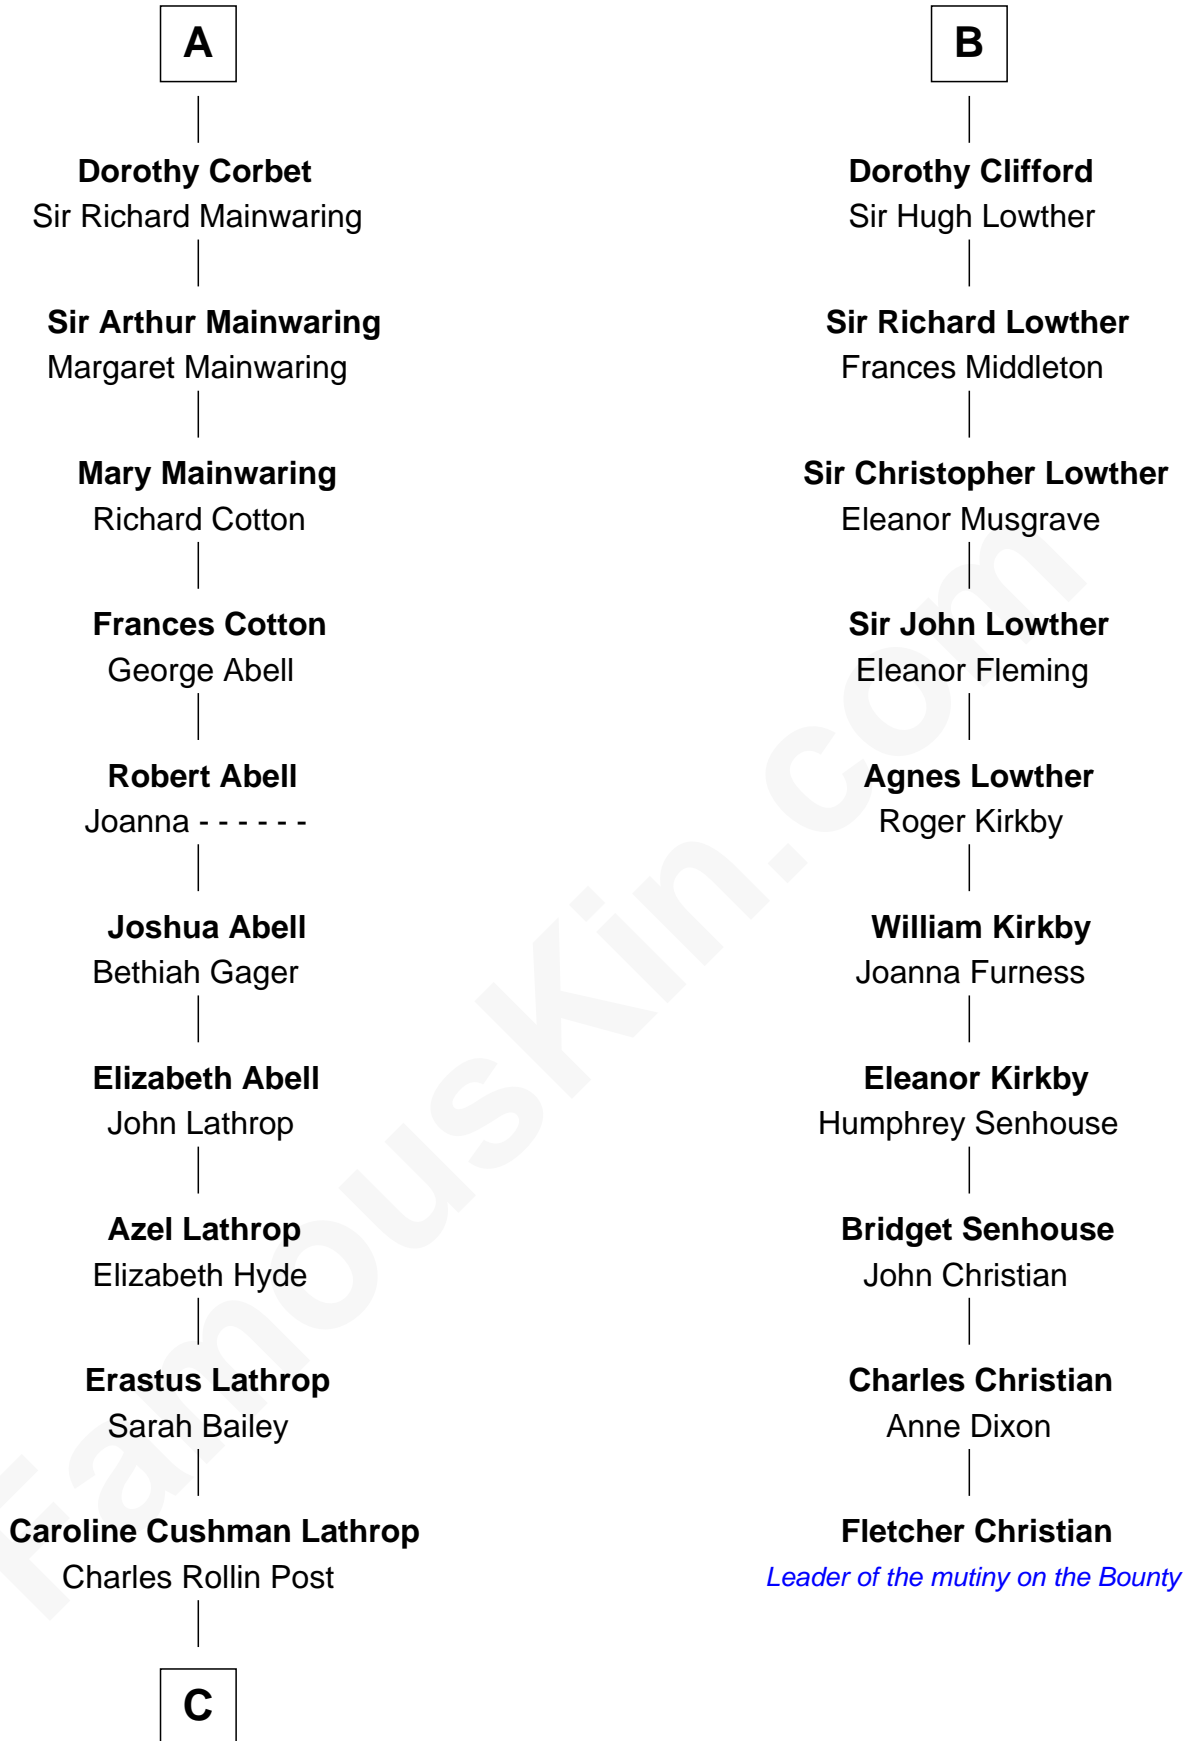 A
Dorothy Corbet
Sir Richard Mainwaring
Sir Arthur Mainwaring
Margaret Mainwaring
Mary Mainwaring
Richard Cotton
Frances Cotton
George Abell
Robert Abell
Joanna - - - - - -
Joshua Abell
Bethiah Gager
Elizabeth Abell
John Lathrop
Azel Lathrop
Elizabeth Hyde
Erastus Lathrop
Sarah Bailey
Caroline Cushman Lathrop
Charles Rollin Post
C
B
Dorothy Clifford
Sir Hugh Lowther
Sir Richard Lowther
Frances Middleton
Sir Christopher Lowther
Eleanor Musgrave
Sir John Lowther
Eleanor Fleming
Agnes Lowther
Roger Kirkby
William Kirkby
Joanna Furness
Eleanor Kirkby
Humphrey Senhouse
Bridget Senhouse
John Christian
Charles Christian
Anne Dixon
Fletcher Christian
Leader of the mutiny on the Bounty
FamousKin.com